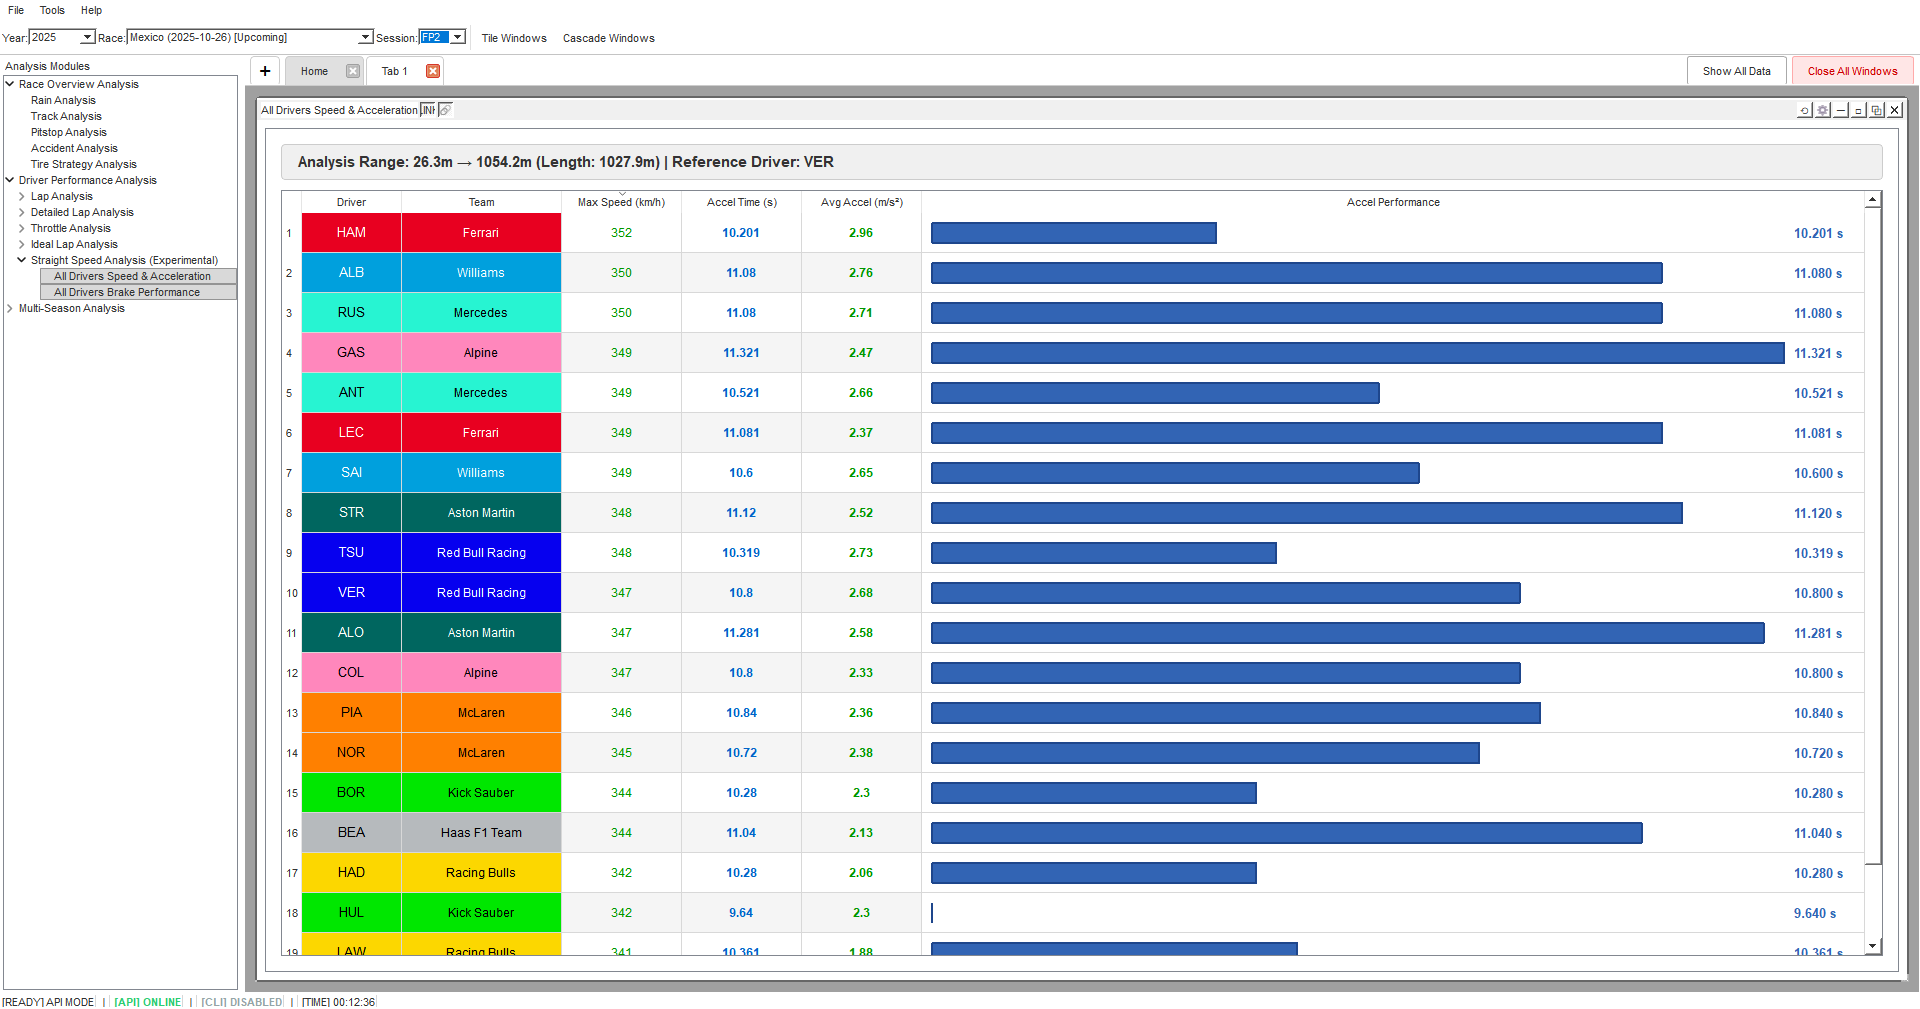 File Tools Help
Year: 2025 Race: Mexico (2025-10-26) [Upcoming] Session: FP2 Tile Windows Cascade Windows
Analysis Modules
Race Overview Analysis
Rain Analysis
Track Analysis
Pitstop Analysis
Accident Analysis
Tire Strategy Analysis
Driver Performance Analysis
Lap Analysis
Detailed Lap Analysis
Throttle Analysis
Ideal Lap Analysis
Straight Speed Analysis (Experimental)
All Drivers Speed & Acceleration
All Drivers Brake Performance
Multi-Season Analysis
+ Home Tab 1 Show All Data Close All Windows
All Drivers Speed & Acceleration
Analysis Range: 26.3m → 1054.2m (Length: 1027.9m) | Reference Driver: VER
Driver Team Max Speed (km/h) Accel Time (s) Avg Accel (m/s²) Accel Performance
1 HAM Ferrari 352 10.201 2.96 10.201 s
2 ALB Williams 350 11.08 2.76 11.080 s
3 RUS Mercedes 350 11.08 2.71 11.080 s
4 GAS Alpine 349 11.321 2.47 11.321 s
5 ANT Mercedes 349 10.521 2.66 10.521 s
6 LEC Ferrari 349 11.081 2.37 11.081 s
7 SAI Williams 349 10.6 2.65 10.600 s
8 STR Aston Martin 348 11.12 2.52 11.120 s
9 TSU Red Bull Racing 348 10.319 2.73 10.319 s
10 VER Red Bull Racing 347 10.8 2.68 10.800 s
11 ALO Aston Martin 347 11.281 2.58 11.281 s
12 COL Alpine 347 10.8 2.33 10.800 s
13 PIA McLaren 346 10.84 2.36 10.840 s
14 NOR McLaren 345 10.72 2.38 10.720 s
15 BOR Kick Sauber 344 10.28 2.3 10.280 s
16 BEA Haas F1 Team 344 11.04 2.13 11.040 s
17 HAD Racing Bulls 342 10.28 2.06 10.280 s
18 HUL Kick Sauber 342 9.64 2.3 9.640 s
19 LAW Racing Bulls 341 10.361 1.88 10.361 s
[READY] API MODE | [API] ONLINE | [CLI] DISABLED | [TIME] 00:12:36